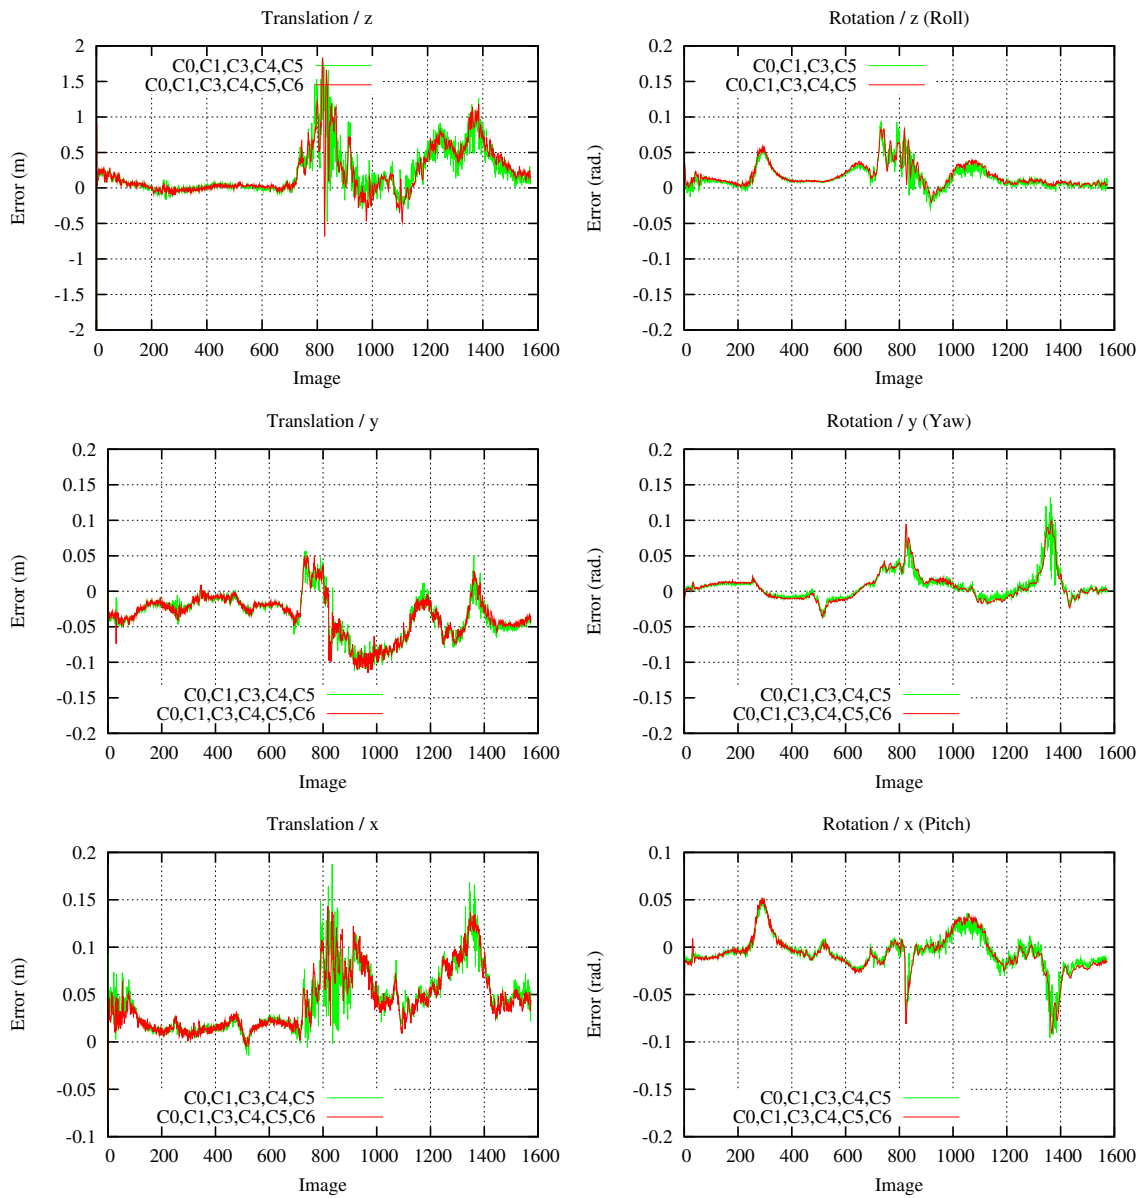 Translation / z
C0,C1,C3,C4,C5
C0,C1,C3,C4,C5,C6
2
1.5
1
0.5
0
-0.5
-1
-1.5
-2
Error (m)
0 200 400 600 800 1000 1200 1400 1600
Image
Rotation / z (Roll)
C0,C1,C3,C5
C0,C1,C3,C4,C5
0.2
0.15
0.1
0.05
0
-0.05
-0.1
-0.15
-0.2
Error (rad.)
0 200 400 600 800 1000 1200 1400 1600
Image
Translation / y
0.2
0.15
0.1
0.05
0
-0.05
-0.1
-0.15
-0.2
Error (m)
C0,C1,C3,C4,C5
C0,C1,C3,C4,C5,C6
0 200 400 600 800 1000 1200 1400 1600
Image
Rotation / y (Yaw)
0.2
0.15
0.1
0.05
0
-0.05
-0.1
-0.15
-0.2
Error (rad.)
C0,C1,C3,C4,C5
C0,C1,C3,C4,C5,C6
0 200 400 600 800 1000 1200 1400 1600
Image
Translation / x
0.2
0.15
0.1
0.05
0
-0.05
-0.1
Error (m)
C0,C1,C3,C4,C5
C0,C1,C3,C4,C5,C6
0 200 400 600 800 1000 1200 1400 1600
Image
Rotation / x (Pitch)
0.1
0.05
0
-0.05
-0.1
-0.15
-0.2
Error (rad.)
C0,C1,C3,C4,C5
C0,C1,C3,C4,C5,C6
0 200 400 600 800 1000 1200 1400 1600
Image